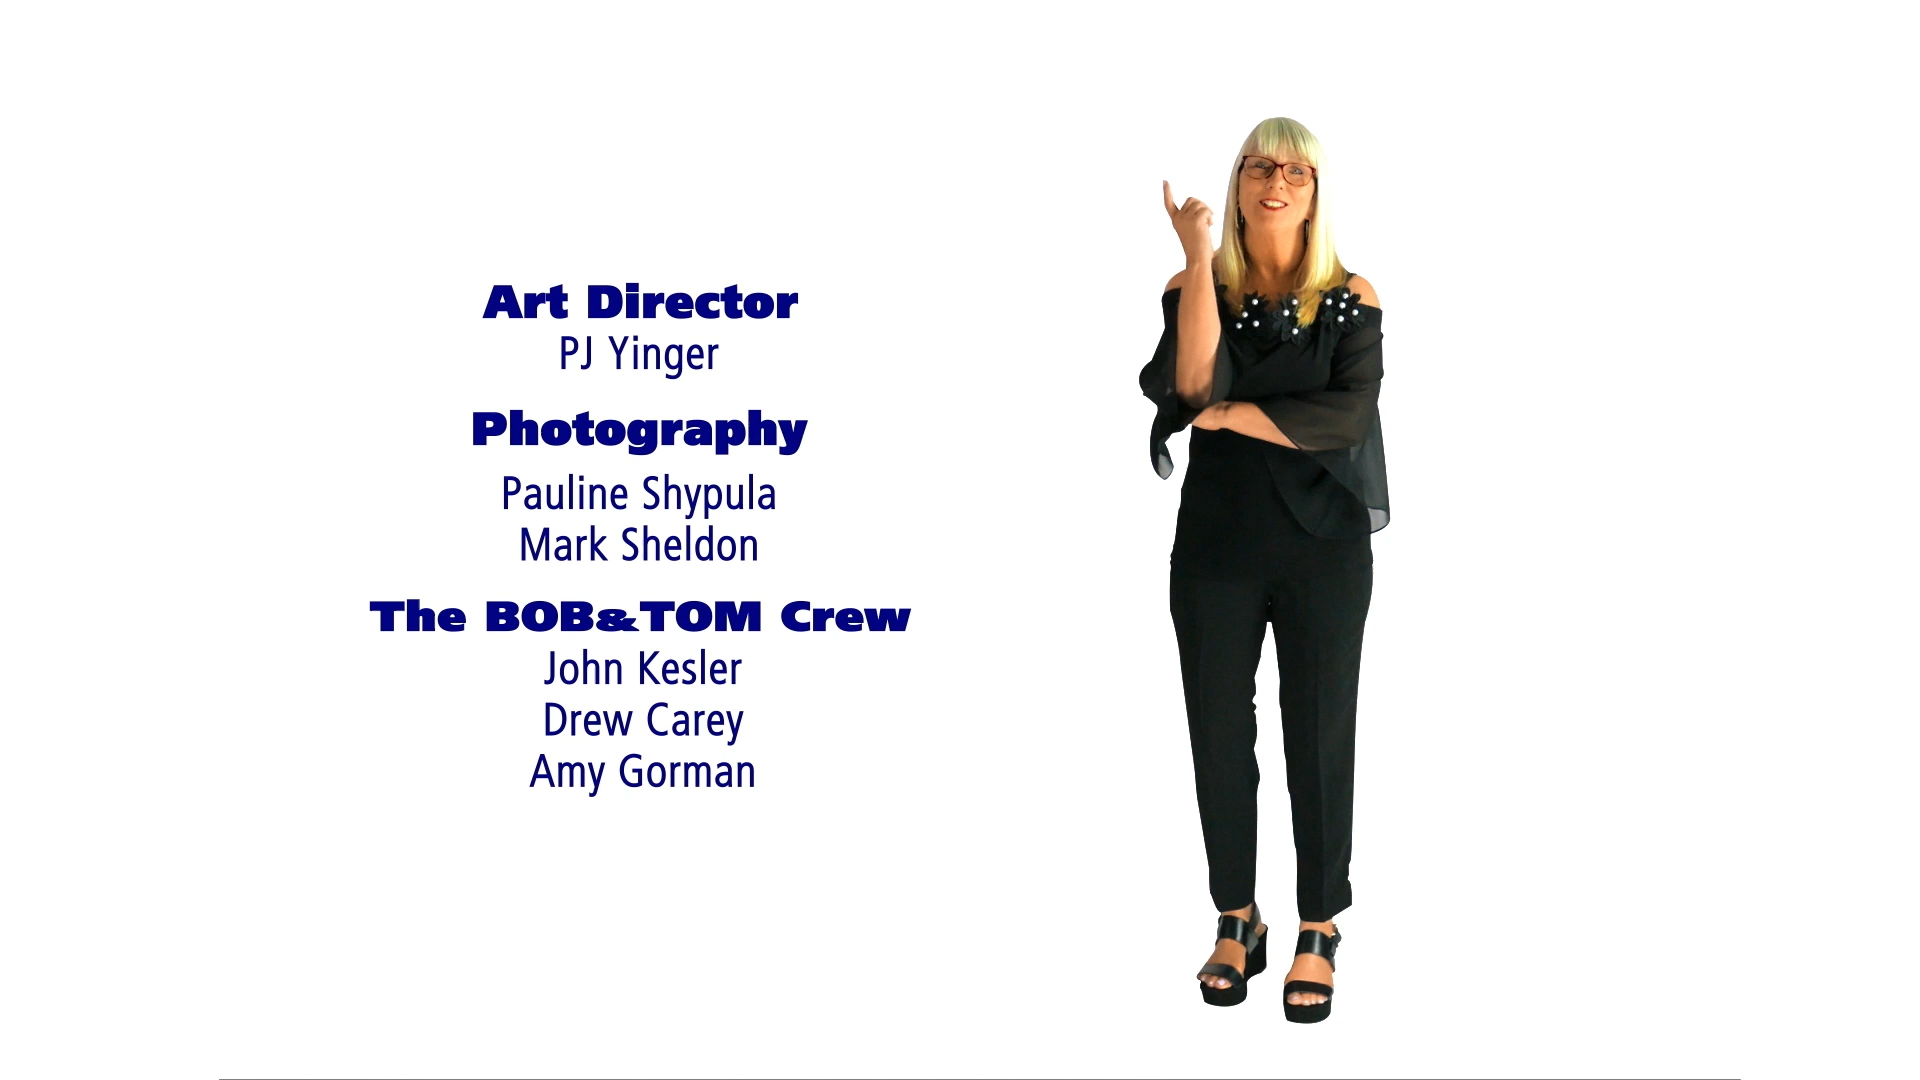 Art Director
PJ Yinger
Photography
Pauline Shypula
Mark Sheldon
The BOB&TOM Crew
John Kesler
Drew Carey
Amy Gorman